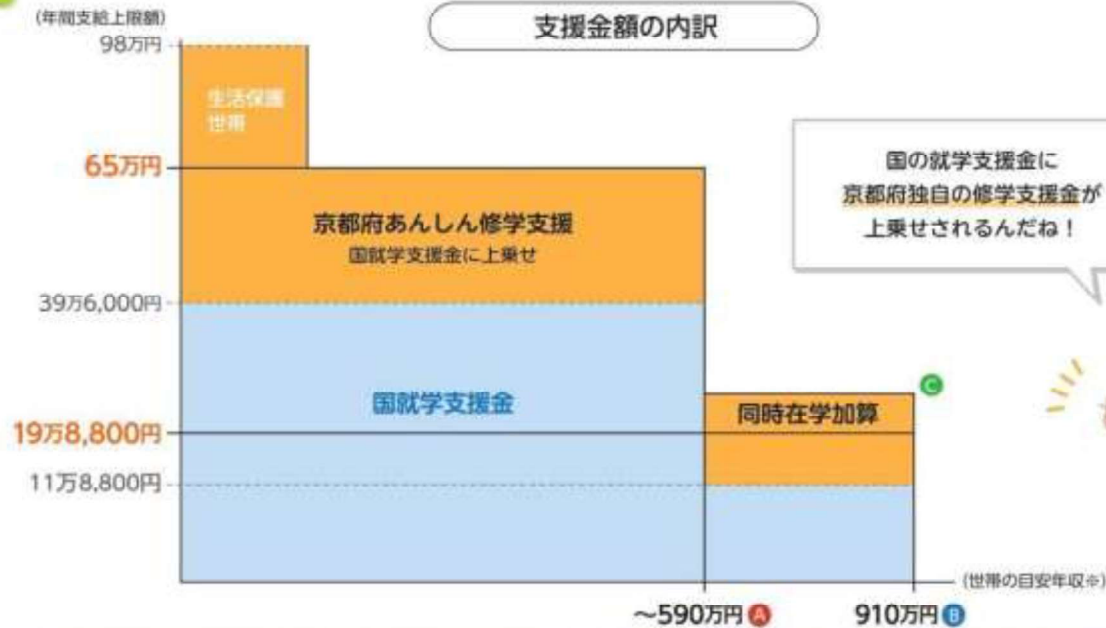 (年間支給上限額)
支援金額の内訳
98万円
生活保護
世帯
65万円
国の就学支援金に
京都府独自の修学支援金が
上乗せされるんだね！
京都府あんしん修学支援
国就学支援金に上乗せ
39万6,000円
国就学支援金
C
同時在学加算
19万8,800円
11万8,800円
(世帯の目安年収※)
～590万円 A
910万円 B